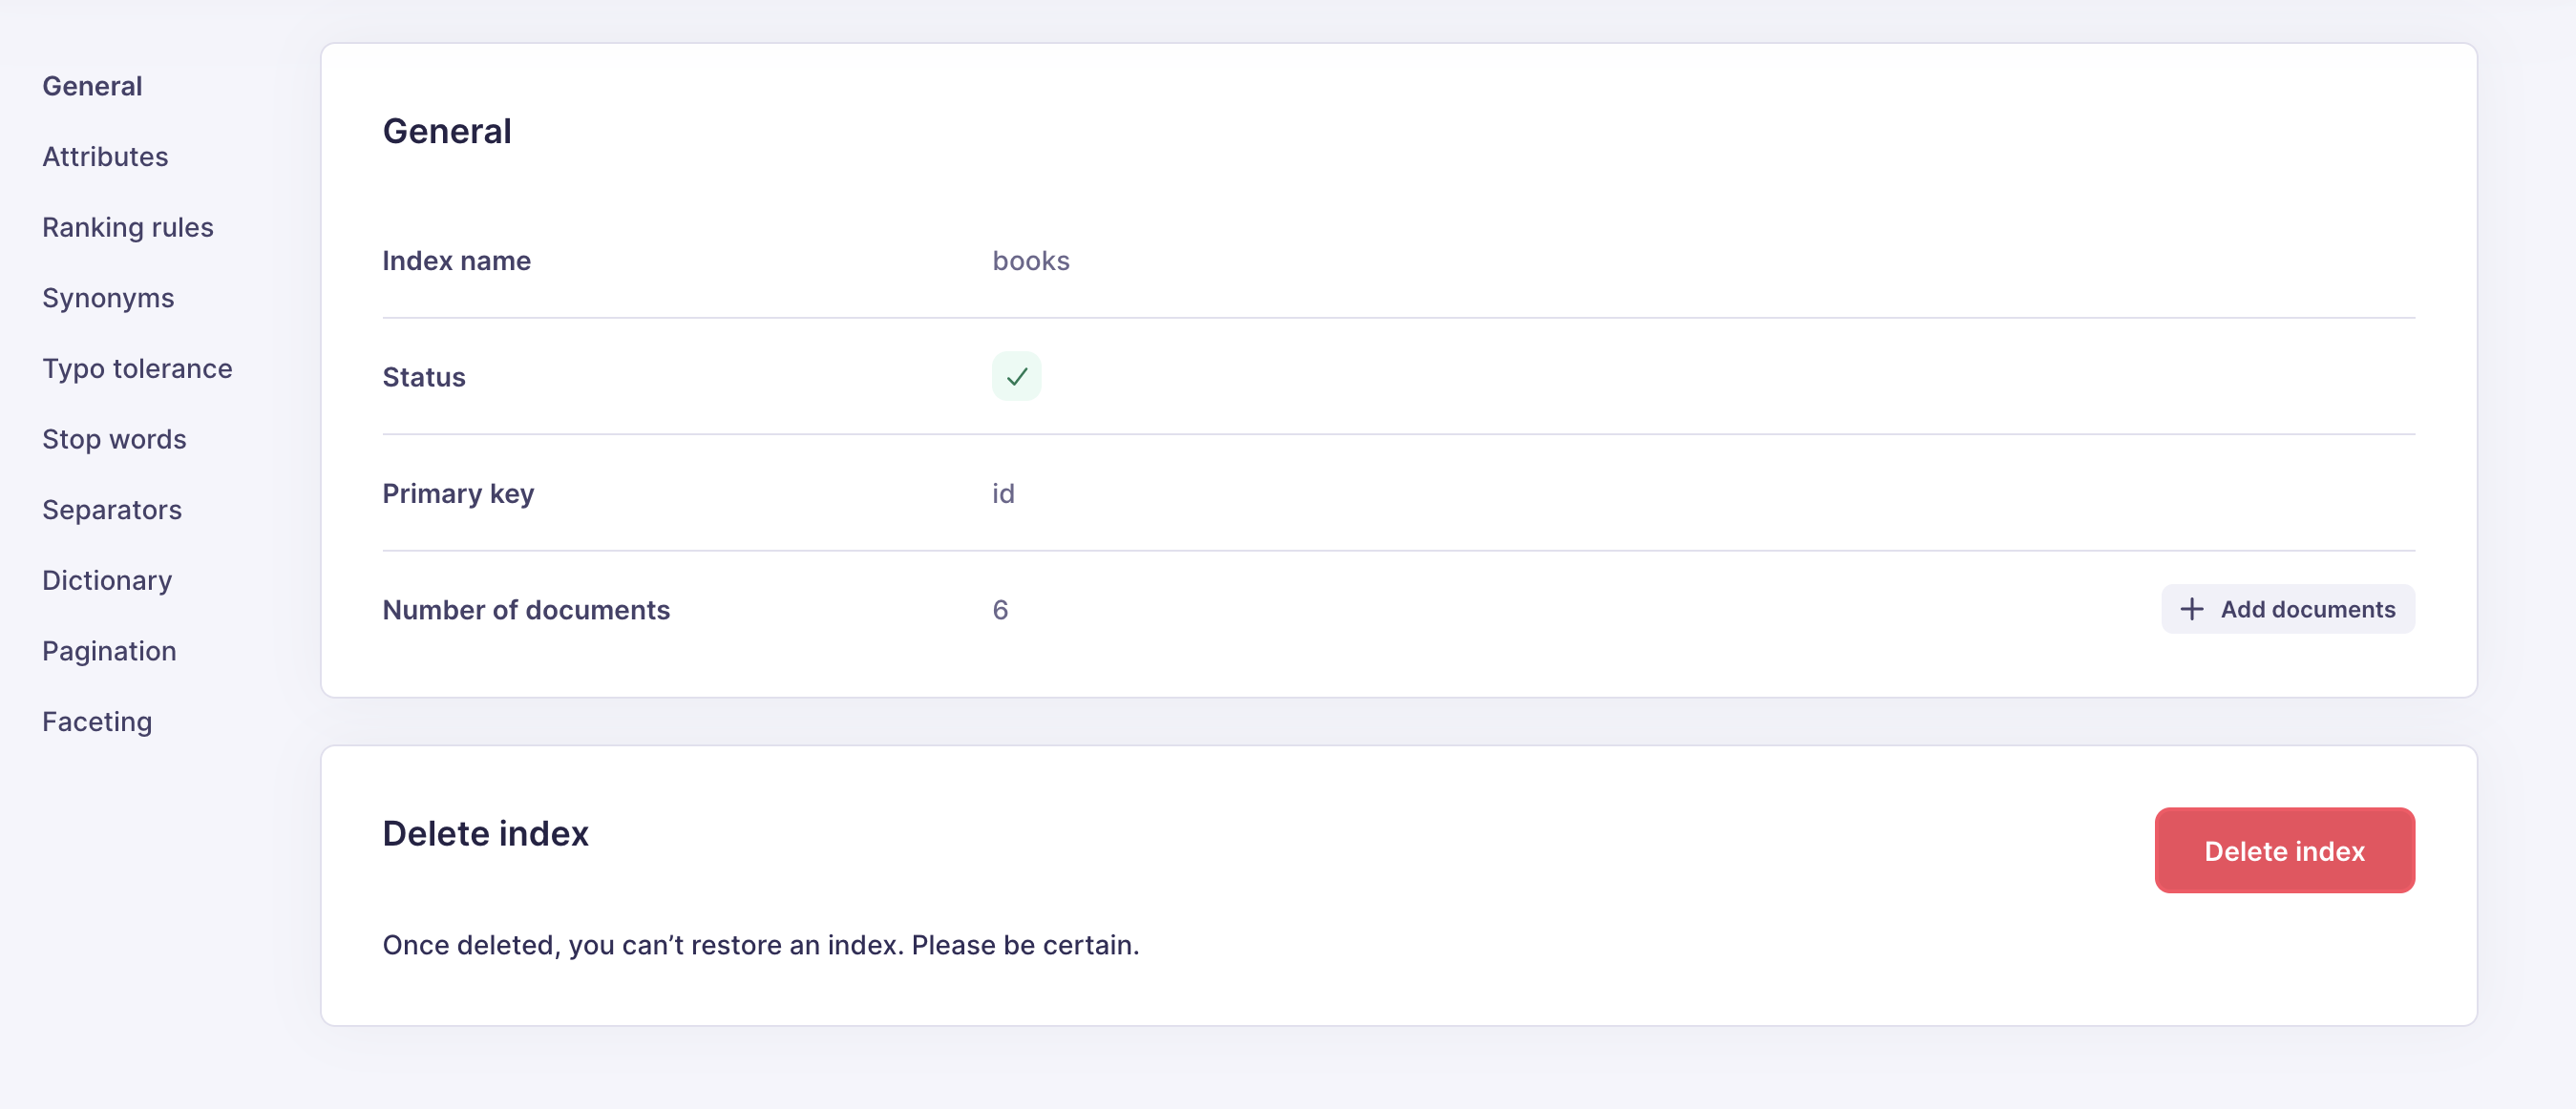 General
Attributes
Ranking rules
Synonyms
Typo tolerance
Stop words
Separators
Dictionary
Pagination
Faceting
General
Index name books
Status
Primary key id
Number of documents 6 Add documents
Delete index
Delete index
Once deleted, you can’t restore an index. Please be certain.